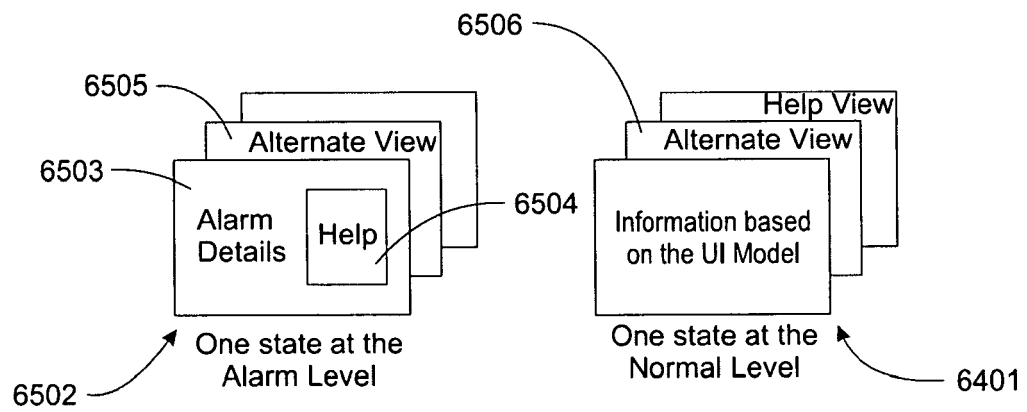 6506
6505
Help View
Alternate View
Alternate View
6503
6504
Alarm
Details
Help
Information based
on the UI Model
One state at the
Alarm Level
One state at the
Normal Level
6502
6401